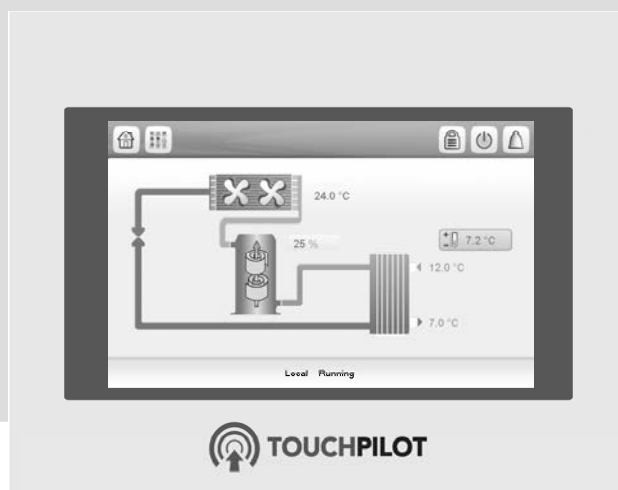 24.0 °C
25 %
7.2 °C
12.0 °C
7.0 °C
Local Running
TOUCHPILOT